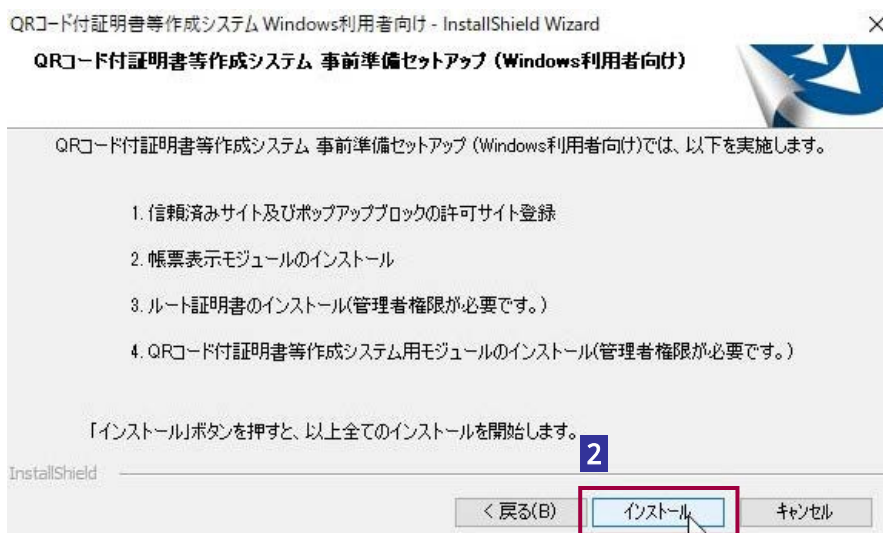 QRコード付証明書等作成システム Windows利用者向け - InstallShield Wizard
QRコード付証明書等作成システム 事前準備セットアップ (Windows利用者向け)
QRコード付証明書等作成システム 事前準備セットアップ (Windows利用者向け)では、以下を実施します。
1. 信頼済みサイト及びポップアップブロックの許可サイト登録
2. 帳票表示モジュールのインストール
3. ルート証明書のインストール(管理者権限が必要です。)
4. QRコード付証明書等作成システム用モジュールのインストール(管理者権限が必要です。)
「インストール」ボタンを押すと、以上全てのインストールを開始します。
2
InstallShield
< 戻る(B) インストール キャンセル